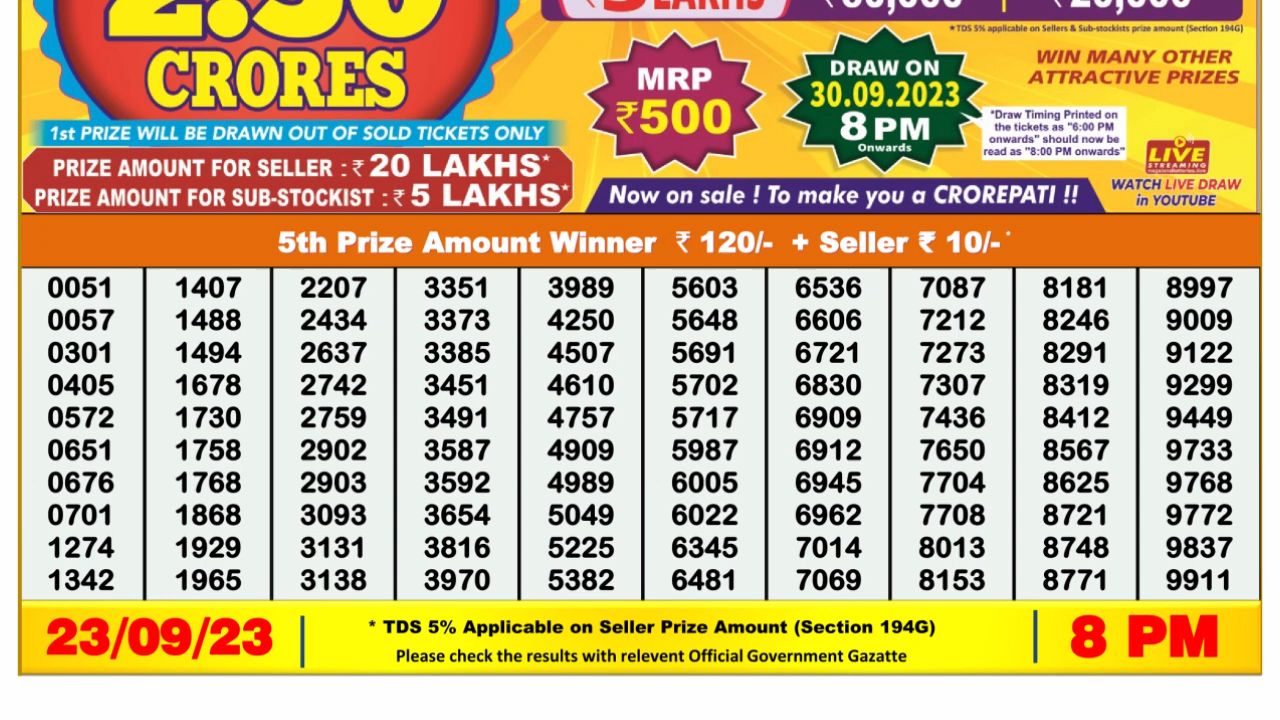 2.50
CRORES
1st PRIZE WILL BE DRAWN OUT OF SOLD TICKETS ONLY
PRIZE AMOUNT FOR SELLER : ₹ 20 LAKHS*
PRIZE AMOUNT FOR SUB-STOCKIST : ₹ 5 LAKHS*
LAKHS
*TDS 5% applicable on Sellers & Sub-stockists prize amount (Section 194G)
MRP
₹500
DRAW ON
30.09.2023
8 PM
Onwards
WIN MANY OTHER
ATTRACTIVE PRIZES
*Draw Timing Printed on
the tickets as "6:00 PM
onwards" should now be
read as "8:00 PM onwards"
LIVE
STREAMING
WATCH LIVE DRAW
in YOUTUBE
Now on sale ! To make you a CROREPATI !!
5th Prize Amount Winner ₹ 120/- + Seller ₹ 10/-*
0051 1407 2207 3351 3989 5603 6536 7087 8181 8997
0057 1488 2434 3373 4250 5648 6606 7212 8246 9009
0301 1494 2637 3385 4507 5691 6721 7273 8291 9122
0405 1678 2742 3451 4610 5702 6830 7307 8319 9299
0572 1730 2759 3491 4757 5717 6909 7436 8412 9449
0651 1758 2902 3587 4909 5987 6912 7650 8567 9733
0676 1768 2903 3592 4989 6005 6945 7704 8625 9768
0701 1868 3093 3654 5049 6022 6962 7708 8721 9772
1274 1929 3131 3816 5225 6345 7014 8013 8748 9837
1342 1965 3138 3970 5382 6481 7069 8153 8771 9911
23/09/23
* TDS 5% Applicable on Seller Prize Amount (Section 194G)
Please check the results with relevent Official Government Gazatte
8 PM